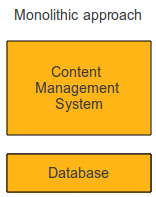 Monolithic approach
Content
Management
System
Database